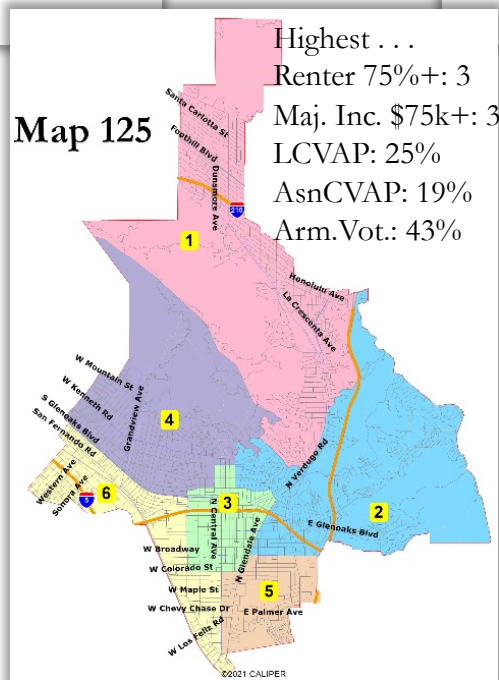 Highest . . .
Renter 75%+: 3
Map 125
Maj. Inc. $75k+: 3
LCVAP: 25%
AsnCVAP: 19%
Arm.Vot.: 43%
Santa Carlotta St
Foothill Blvd
Dunsmore Ave
210
1
Honolulu Ave
La Crescenta Ave
W Mountain St
W Kenneth Rd
S Glenoaks Blvd
San Fernando Rd
Grandview Ave
4
Western Ave
Sonora Ave
5
6
N Verdugo Rd
3
N Central Ave
2
E Glenoaks Blvd
N Glendale Ave
W Broadway
W Colorado St
W Maple St
5
W Chevy Chase Dr
E Palmer Ave
W Los Feliz Rd
©2021 CALIPER